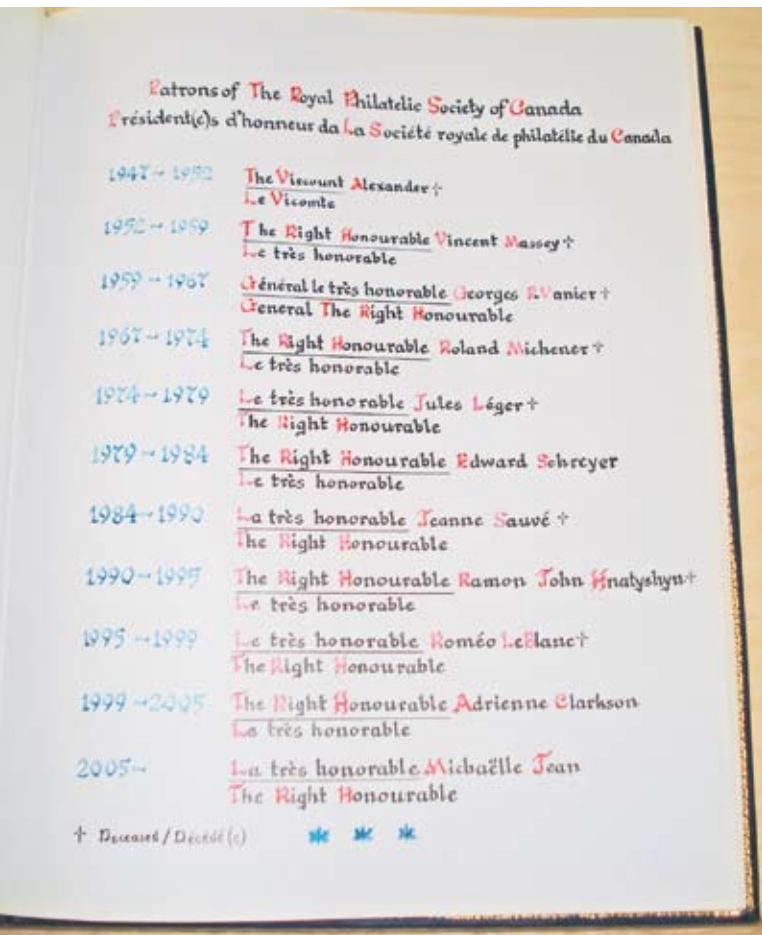 Patrons of The Royal Philatelic Society of Canada
Président(e)s d'honneur da La Société royale de philatélie du Canada
1947 - 1952 The Viscount Alexander †
Le Vicomte
1952 - 1959 The Right Honourable Vincent Massey †
Le très honorable
1959 - 1967 Général le très honorable Georges P. Vanier †
General The Right Honourable
1967 - 1974 The Right Honourable Roland Michener †
Le très honorable
1974 - 1979 Le très honorable Jules Léger †
The Right Honourable
1979 - 1984 The Right Honourable Edward Schreyer
Le très honorable
1984 - 1990 La très honorable Jeanne Sauvé †
The Right Honourable
1990 - 1995 The Right Honourable Ramon John Hnatyshyn †
Le très honorable
1995 - 1999 Le très honorable Roméo LeBlanc †
The Right Honourable
1999 - 2005 The Right Honourable Adrienne Clarkson
La très honorable
2005 - La très honorable Michaëlle Jean
The Right Honourable
† Deceased / Décédé(e)